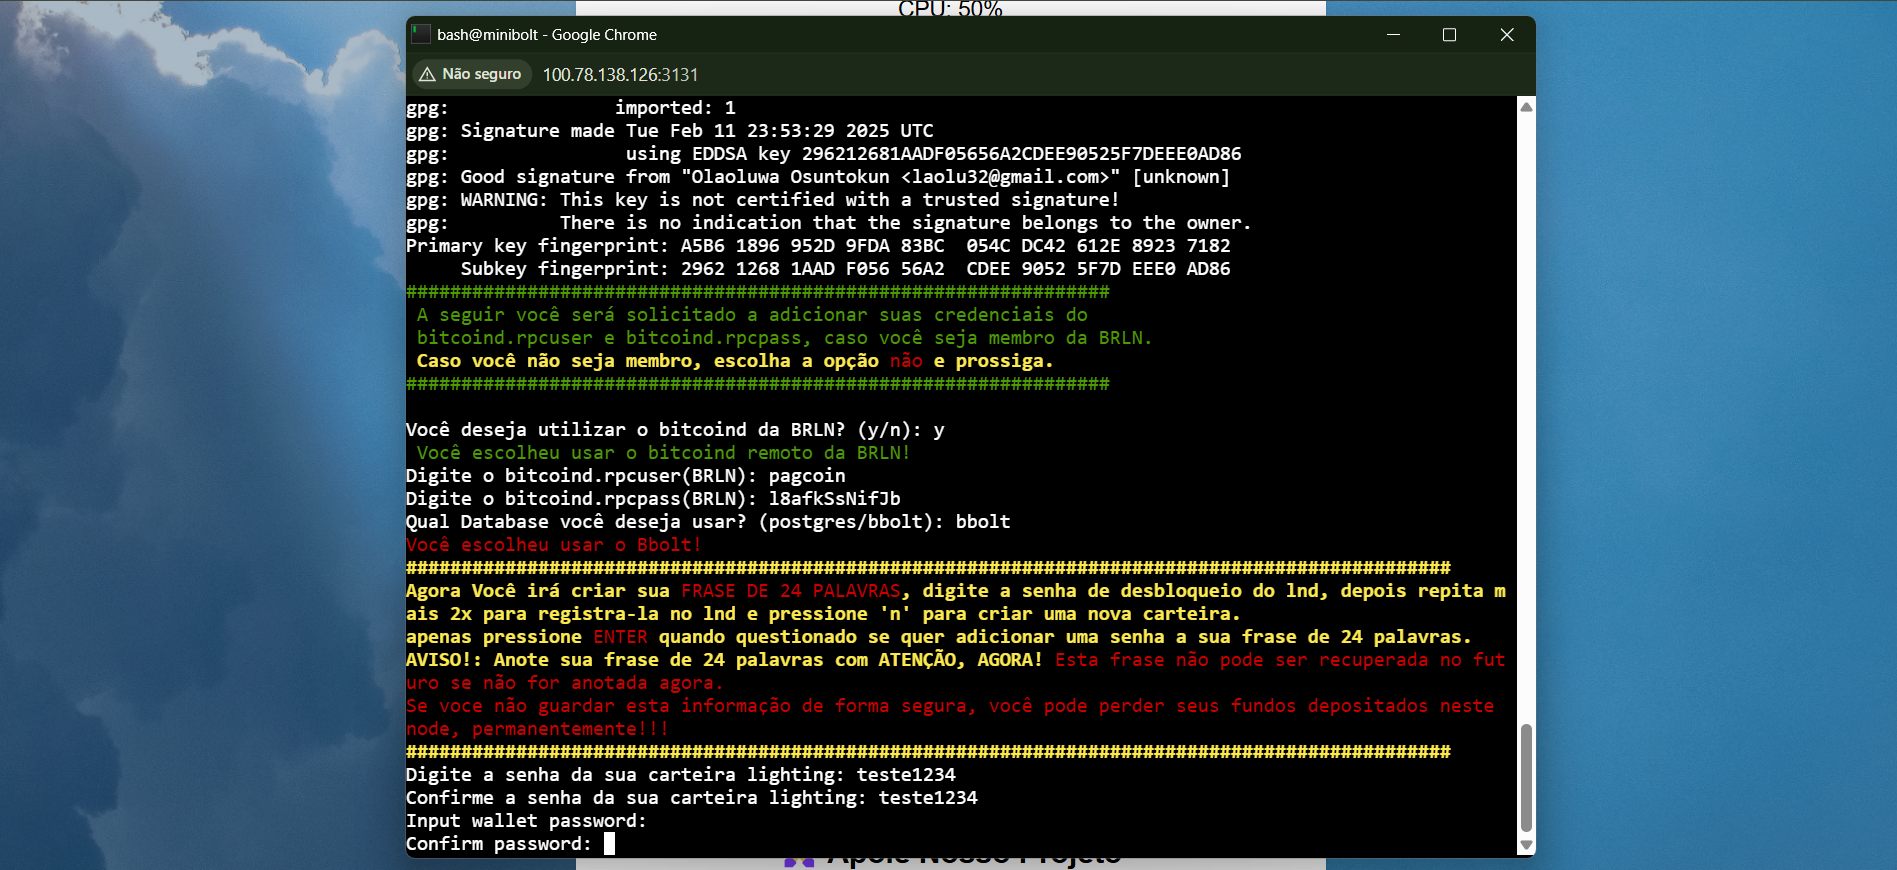 CPU: 50%
bash@minibolt - Google Chrome
Não seguro 100.78.138.126:3131
gpg:               imported: 1
gpg: Signature made Tue Feb 11 23:53:29 2025 UTC
gpg:                using EDDSA key 296212681AADF05656A2CDEE90525F7DEEE0AD86
gpg: Good signature from "Olaoluwa Osuntokun <laolu32@gmail.com>" [unknown]
gpg: WARNING: This key is not certified with a trusted signature!
gpg:          There is no indication that the signature belongs to the owner.
Primary key fingerprint: A5B6 1896 952D 9FDA 83BC  054C DC42 612E 8923 7182
     Subkey fingerprint: 2962 1268 1AAD F056 56A2  CDEE 9052 5F7D EEE0 AD86
################################################################
A seguir você será solicitado a adicionar suas credenciais do
bitcoind.rpcuser e bitcoind.rpcpass, caso você seja membro da BRLN.
Caso você não seja membro, escolha a opção não e prossiga.
################################################################
Você deseja utilizar o bitcoind da BRLN? (y/n): y
Você escolheu usar o bitcoind remoto da BRLN!
Digite o bitcoind.rpcuser(BRLN): pagcoin
Digite o bitcoind.rpcpass(BRLN): l8afkSsNifJb
Qual Database você deseja usar? (postgres/bbolt): bbolt
Você escolheu usar o Bbolt!
###############################################################################################
Agora Você irá criar sua FRASE DE 24 PALAVRAS, digite a senha de desbloqueio do lnd, depois repita m
ais 2x para registra-la no lnd e pressione 'n' para criar uma nova carteira.
apenas pressione ENTER quando questionado se quer adicionar uma senha a sua frase de 24 palavras.
AVISO!: Anote sua frase de 24 palavras com ATENÇÃO, AGORA! Esta frase não pode ser recuperada no fut
uro se não for anotada agora.
Se voce não guardar esta informação de forma segura, você pode perder seus fundos depositados neste
node, permanentemente!!!
###############################################################################################
Digite a senha da sua carteira lighting: teste1234
Confirme a senha da sua carteira lighting: teste1234
Input wallet password:
Confirm password:
Apoie Nosso Projeto